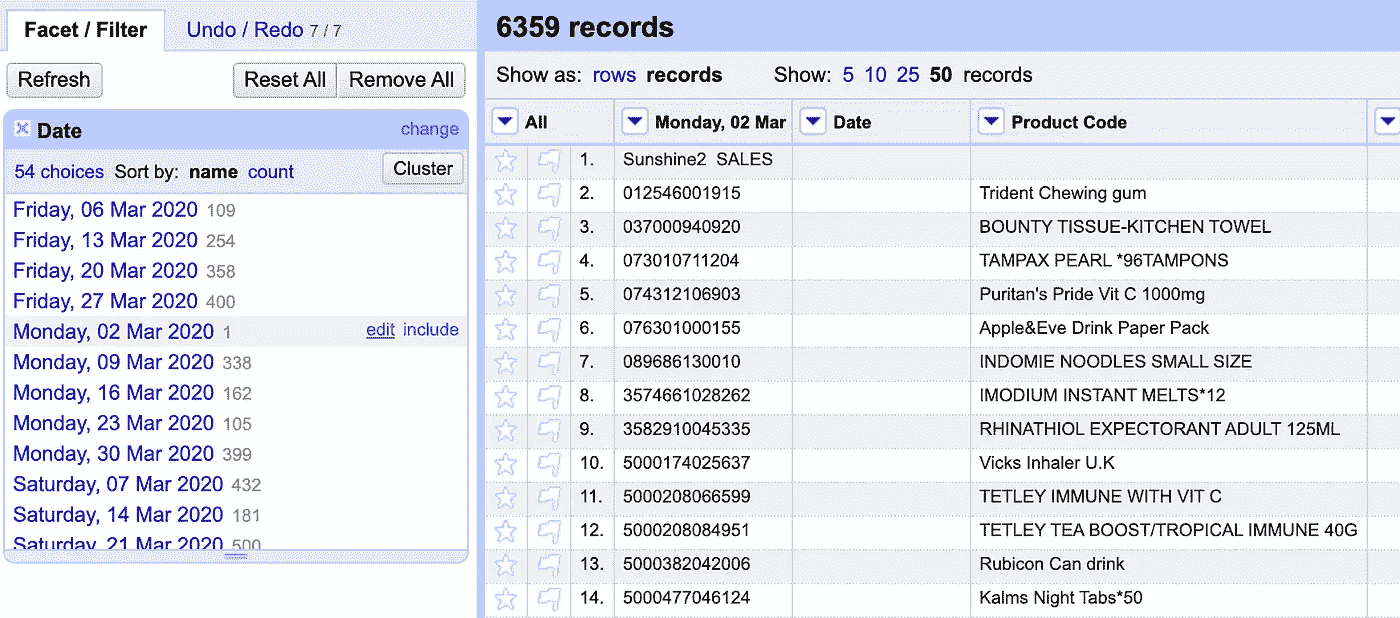 Facet / Filter Undo / Redo 7 / 7
Refresh Reset All Remove All
Date change
54 choices Sort by: name count Cluster
Friday, 06 Mar 2020 109
Friday, 13 Mar 2020 254
Friday, 20 Mar 2020 358
Friday, 27 Mar 2020 400
Monday, 02 Mar 2020 1 edit include
Monday, 09 Mar 2020 338
Monday, 16 Mar 2020 162
Monday, 23 Mar 2020 105
Monday, 30 Mar 2020 399
Saturday, 07 Mar 2020 432
Saturday, 14 Mar 2020 181
Saturday, 21 Mar 2020 500
6359 records
Show as: rows records Show: 5 10 25 50 records
All Monday, 02 Mar Date Product Code
1. Sunshine2 SALES
2. 012546001915 Trident Chewing gum
3. 037000940920 BOUNTY TISSUE-KITCHEN TOWEL
4. 073010711204 TAMPAX PEARL *96TAMPONS
5. 074312106903 Puritan's Pride Vit C 1000mg
6. 076301000155 Apple&Eve Drink Paper Pack
7. 089686130010 INDOMIE NOODLES SMALL SIZE
8. 3574661028262 IMODIUM INSTANT MELTS*12
9. 3582910045335 RHINATHIOL EXPECTORANT ADULT 125ML
10. 5000174025637 Vicks Inhaler U.K
11. 5000208066599 TETLEY IMMUNE WITH VIT C
12. 5000208084951 TETLEY TEA BOOST/TROPICAL IMMUNE 40G
13. 5000382042006 Rubicon Can drink
14. 5000477046124 Kalms Night Tabs*50